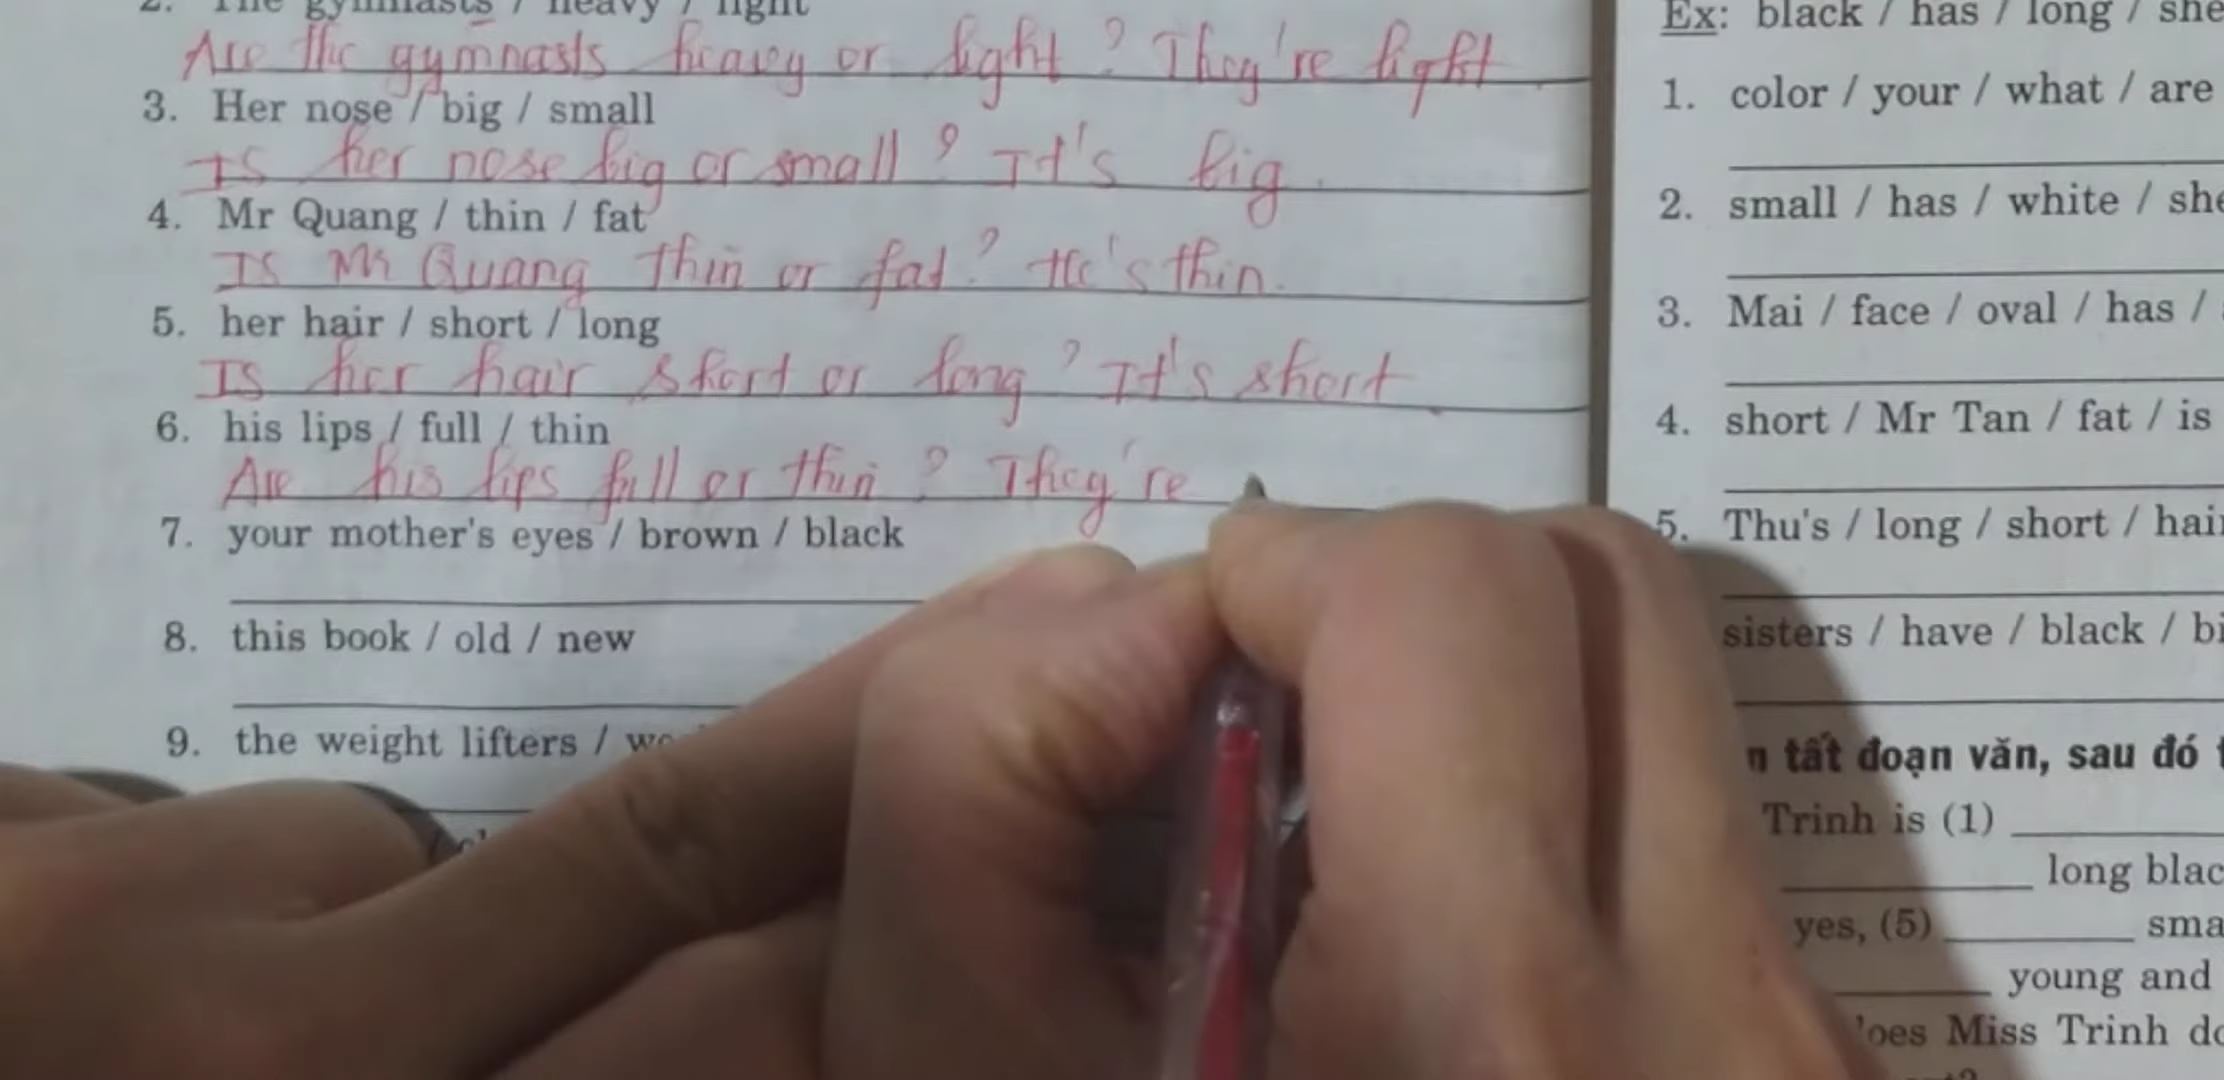 2. The gymnasts / heavy / light
Are the gymnasts heavy or light? They're light
3. Her nose / big / small
Is her nose big or small? It's big.
4. Mr Quang / thin / fat
Is Mr Quang thin or fat? He's thin.
5. her hair / short / long
Is her hair short or long? It's short
6. his lips / full / thin
Are his lips full or thin? They're
7. your mother's eyes / brown / black
8. this book / old / new
9. the weight lifters /
Ex: black / has / long / she
1. color / your / what / are
2. small / has / white / she
3. Mai / face / oval / has /
4. short / Mr Tan / fat / is
5. Thu's / long / short /
sisters / have / black /
tất đoạn văn, sau đó
Trinh is (1)
long
yes, (5)
young and
Miss Trinh